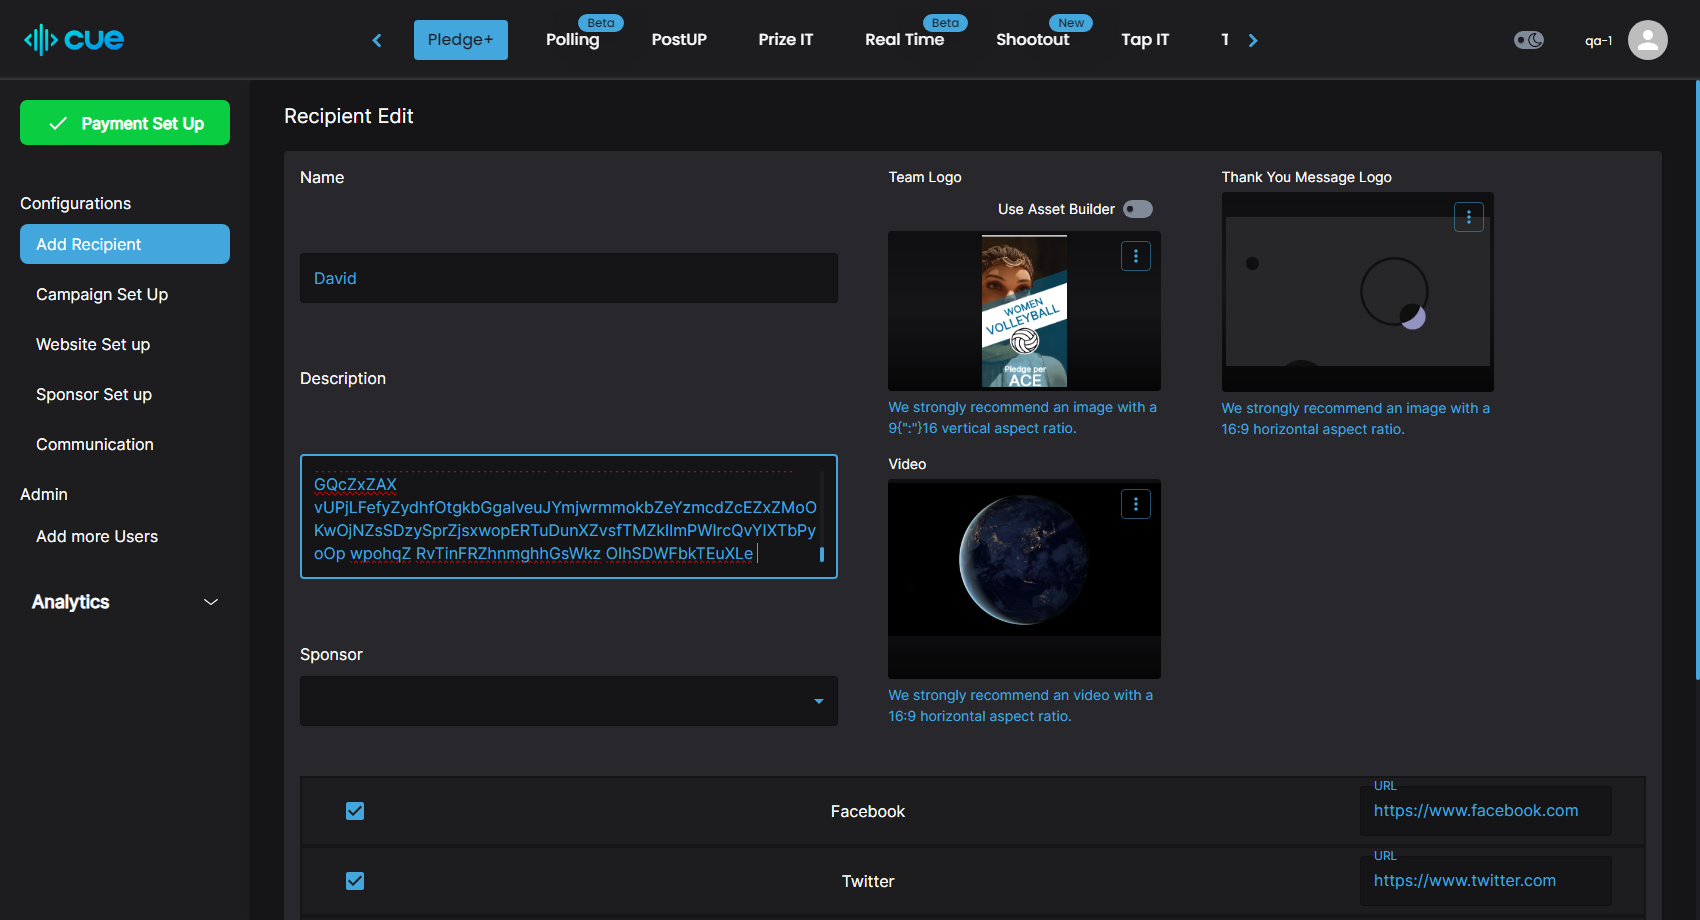 cue
Pledge+
Polling
Beta
PostUP
Prize IT
Real Time
Beta
Shootout
New
Tap IT
T
qa-1
Payment Set Up
Configurations
Add Recipient
Campaign Set Up
Website Set up
Sponsor Set up
Communication
Admin
Add more Users
Analytics
Recipient Edit
Name
David
Description
GQcZxZAX
vUPjLFefyZydhfOtgkbGgaIveuJYmjwrmmokbZeYzmcdZcEZxZMoO
KwOjNZsSDzySprZjsxwopERTuDunXZvsfTMZkIlmPWIrcQvYIXTbPy
oOp wpohqZ RvTinFRZhnmghhGsWkz OIhSDWFbkTEuXLe
Sponsor
Team Logo
Use Asset Builder
WOMEN
VOLLEYBALL
Pledge per
ACE
We strongly recommend an image with a
9{":"}16 vertical aspect ratio.
Thank You Message Logo
We strongly recommend an image with a
16:9 horizontal aspect ratio.
Video
We strongly recommend an video with a
16:9 horizontal aspect ratio.
Facebook
URL
https://www.facebook.com
Twitter
URL
https://www.twitter.com